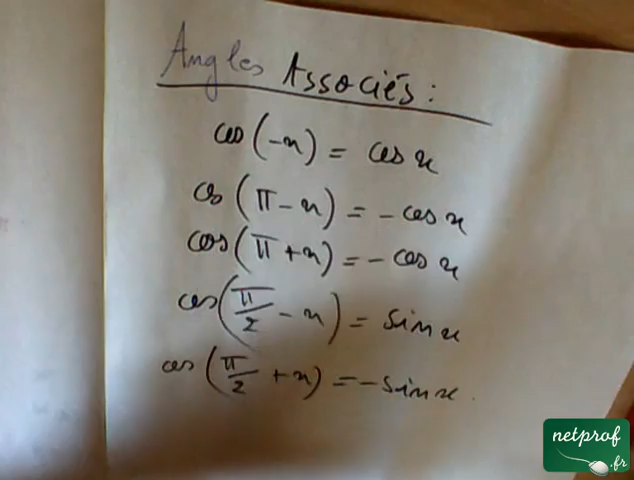 Angles Associés :
cos(-x) = cos x
cos(π - x) = - cos x
cos(π + x) = - cos x
cos(π/2 - x) = sin x
cos(π/2 + x) = - sin x.
netprof
.fr